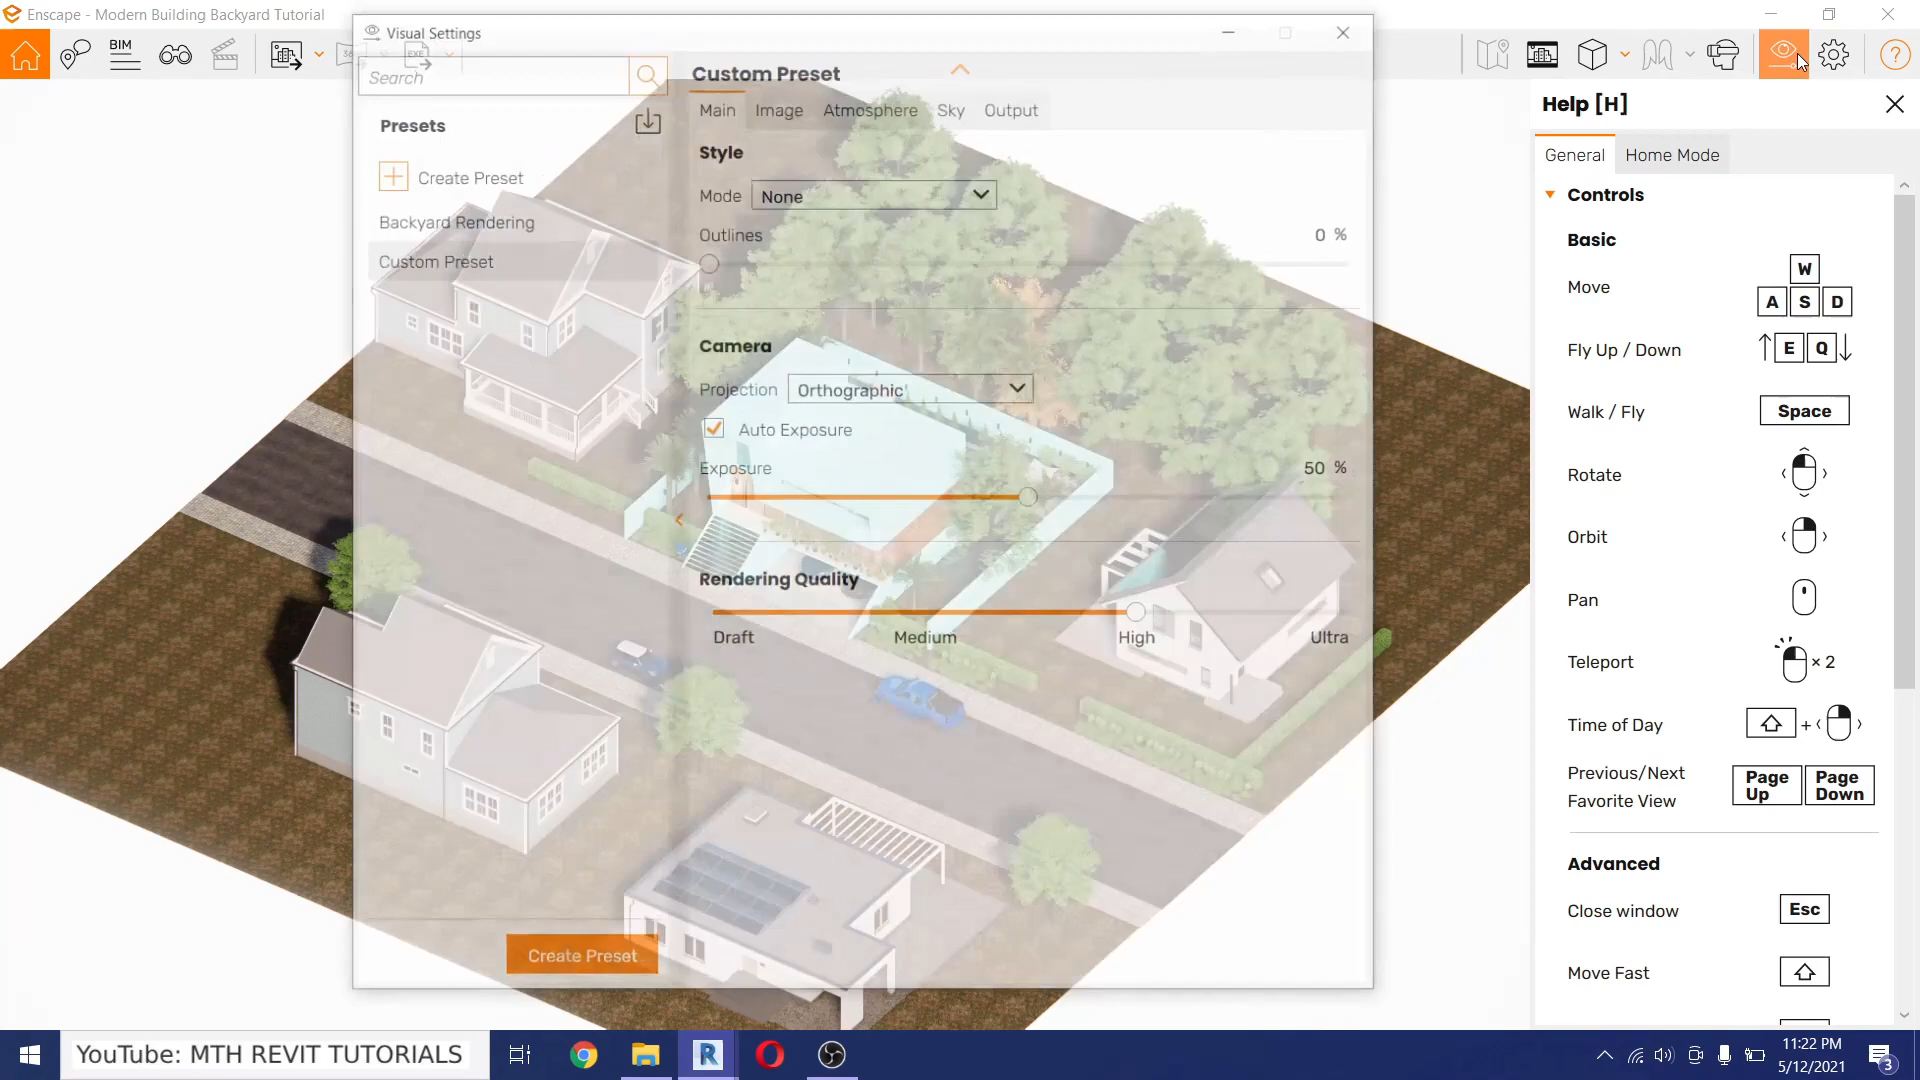 Enscape - Modern Building Backyard Tutorial
BIM
EXE
Visual Settings
Search
Presets
Create Preset
Backyard Rendering
Custom Preset
Create Preset
Custom Preset
Main Image Atmosphere Sky Output
Style
Mode None
Outlines 0 %
Camera
Projection Orthographic
Auto Exposure
Exposure 50 %
Rendering Quality
Draft Medium High Ultra
Help [H]
General Home Mode
Controls
Basic
Move W
A S D
Fly Up / Down E Q
Walk / Fly Space
Rotate
Orbit
Pan
Teleport × 2
Time of Day +
Previous/Next Page Page
Favorite View Up Down
Advanced
Close window Esc
Move Fast
YouTube: MTH REVIT TUTORIALS
R
11:22 PM
5/12/2021
3